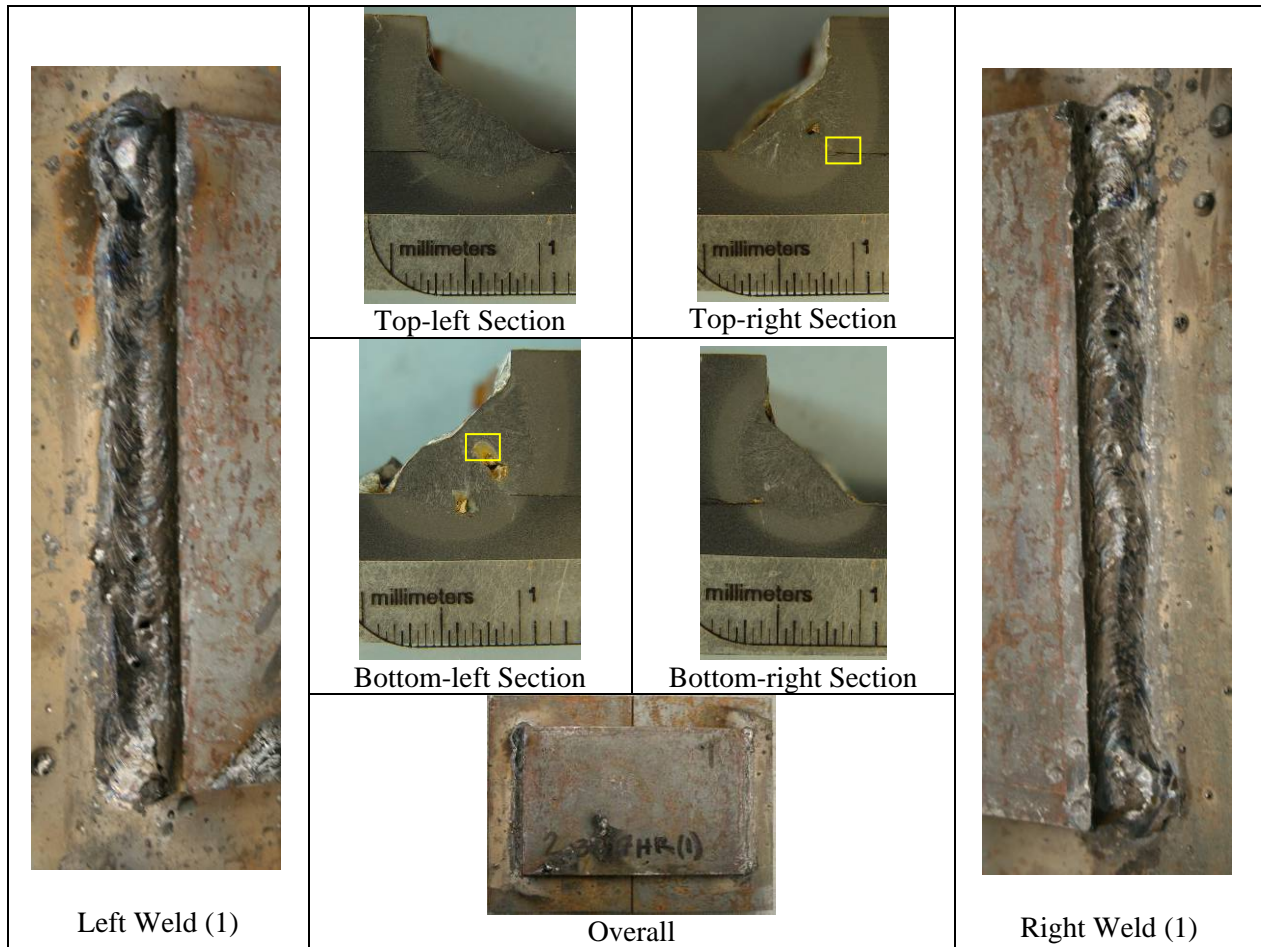 millimeters 1
Top-left Section
millimeters 1
Top-right Section
millimeters 1
Bottom-left Section
millimeters 1
Bottom-right Section
Overall
Left Weld (1)
Right Weld (1)